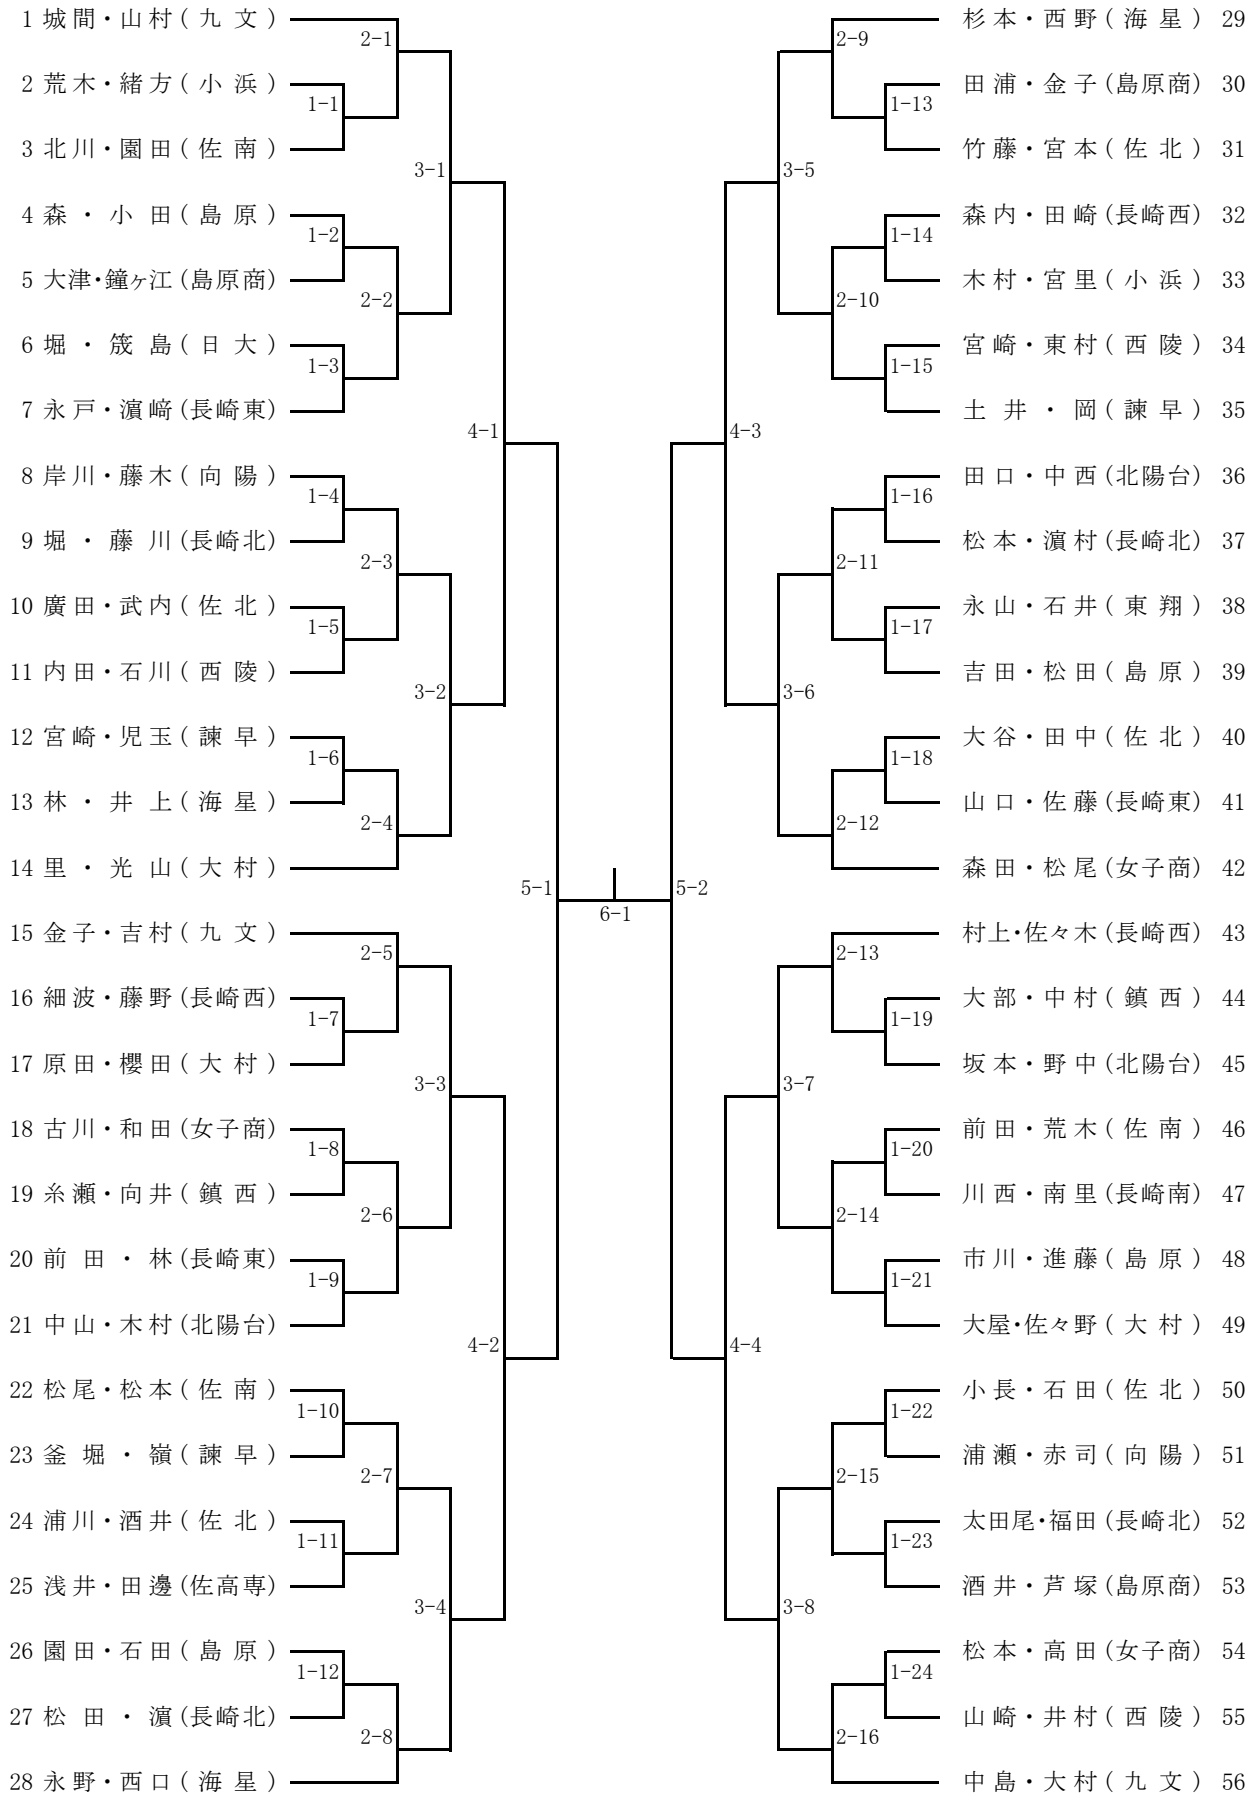 1 城間・山村(九文)
2 荒木・緒方(小浜)
3 北川・園田(佐南)
4 森・小田(島原)
5 大津・鐘ヶ江(島原商)
6 堀・筬島(日大)
7 永戸・濵﨑(長崎東)
8 岸川・藤木(向陽)
9 堀・藤川(長崎北)
10 廣田・武内(佐北)
11 内田・石川(西陵)
12 宮崎・児玉(諫早)
13 林・井上(海星)
14 里・光山(大村)
15 金子・吉村(九文)
16 細波・藤野(長崎西)
17 原田・櫻田(大村)
18 古川・和田(女子商)
19 糸瀬・向井(鎮西)
20 前田・林(長崎東)
21 中山・木村(北陽台)
22 松尾・松本(佐南)
23 釜堀・嶺(諫早)
24 浦川・酒井(佐北)
25 浅井・田邊(佐高専)
26 園田・石田(島原)
27 松田・濵(長崎北)
28 永野・西口(海星)
2-1
1-1
3-1
1-2
2-2
1-3
4-1
1-4
2-3
1-5
3-2
1-6
2-4
5-1
2-5
1-7
3-3
1-8
2-6
1-9
4-2
1-10
2-7
1-11
3-4
1-12
2-8
6-1
2-9
1-13
3-5
1-14
2-10
1-15
4-3
1-16
2-11
1-17
3-6
1-18
2-12
5-2
2-13
1-19
3-7
1-20
2-14
1-21
4-4
1-22
2-15
1-23
3-8
1-24
2-16
杉本・西野(海星) 29
田浦・金子(島原商) 30
竹藤・宮本(佐北) 31
森内・田崎(長崎西) 32
木村・宮里(小浜) 33
宮崎・東村(西陵) 34
土井・岡(諫早) 35
田口・中西(北陽台) 36
松本・濵村(長崎北) 37
永山・石井(東翔) 38
吉田・松田(島原) 39
大谷・田中(佐北) 40
山口・佐藤(長崎東) 41
森田・松尾(女子商) 42
村上・佐々木(長崎西) 43
大部・中村(鎮西) 44
坂本・野中(北陽台) 45
前田・荒木(佐南) 46
川西・南里(長崎南) 47
市川・進藤(島原) 48
大屋・佐々野(大村) 49
小長・石田(佐北) 50
浦瀬・赤司(向陽) 51
太田尾・福田(長崎北) 52
酒井・芦塚(島原商) 53
松本・高田(女子商) 54
山崎・井村(西陵) 55
中島・大村(九文) 56